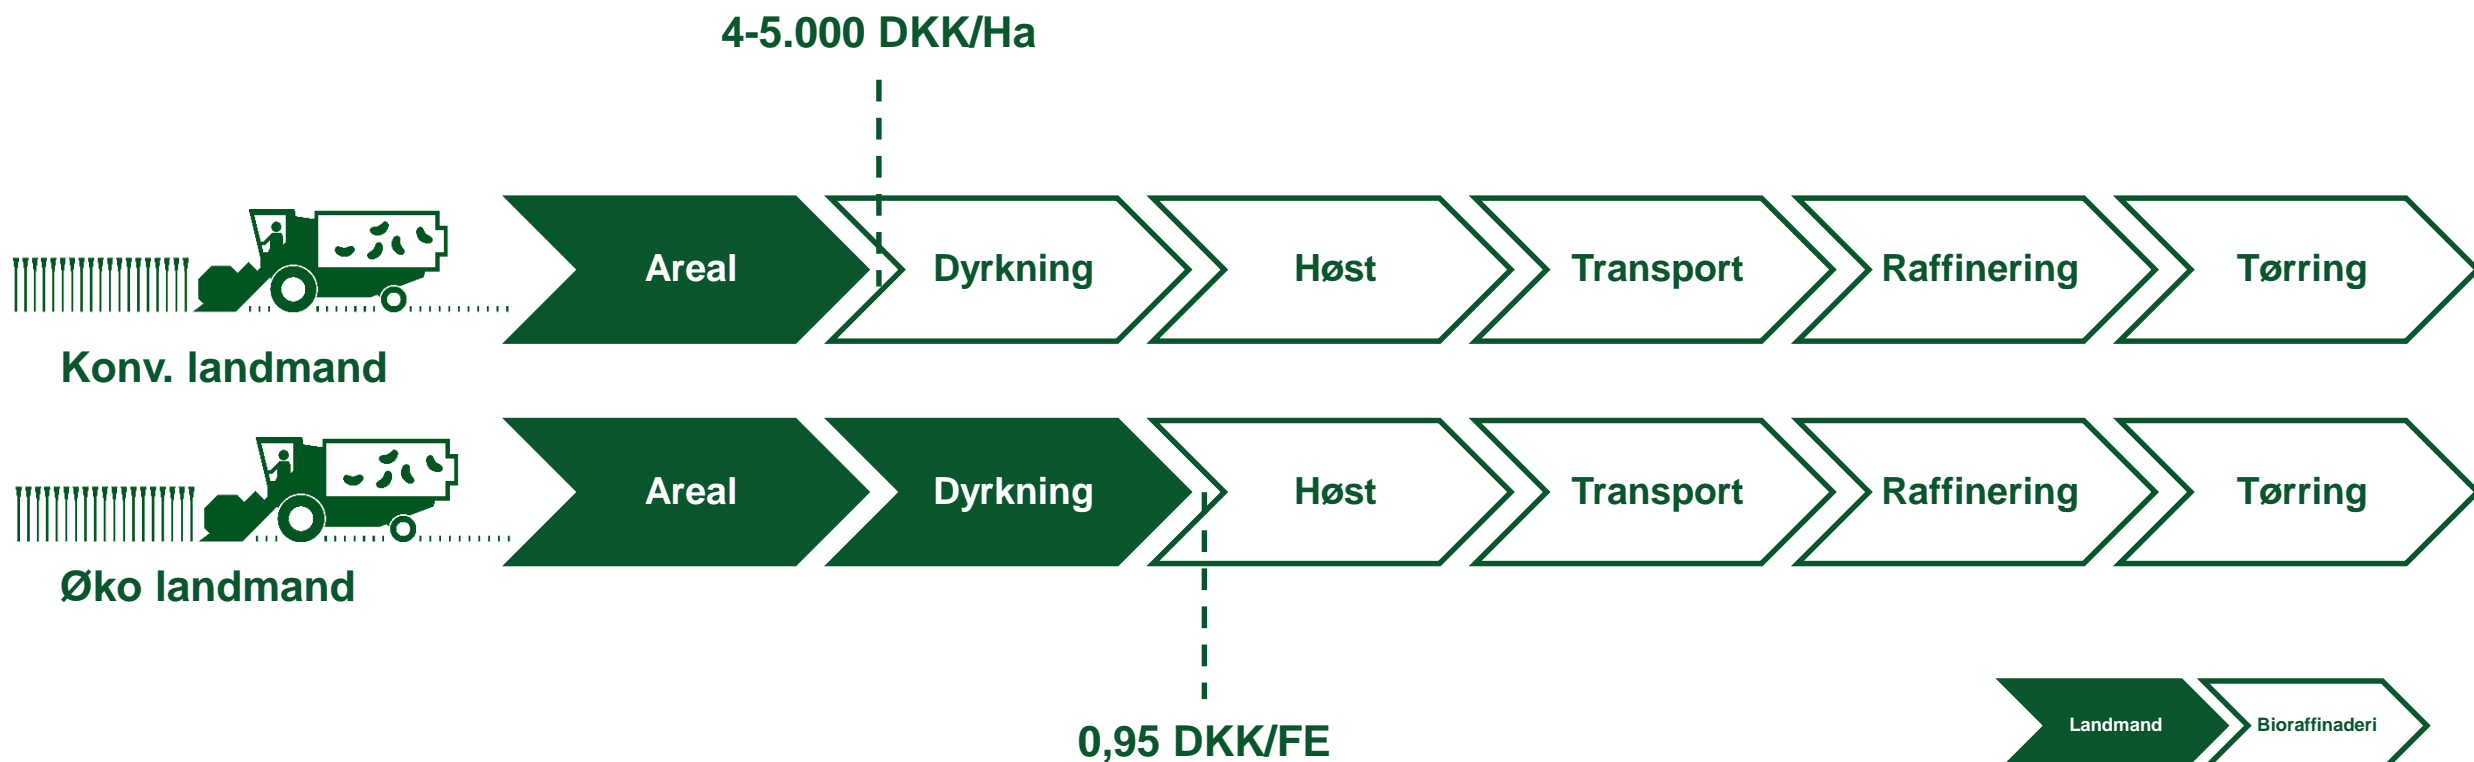 4-5.000 DKK/Ha
Areal
Dyrkning
Høst
Transport
Raffinering
Tørring
Konv. landmand
Areal
Dyrkning
Høst
Transport
Raffinering
Tørring
Øko landmand
0,95 DKK/FE
Landmand
Bioraffinaderi